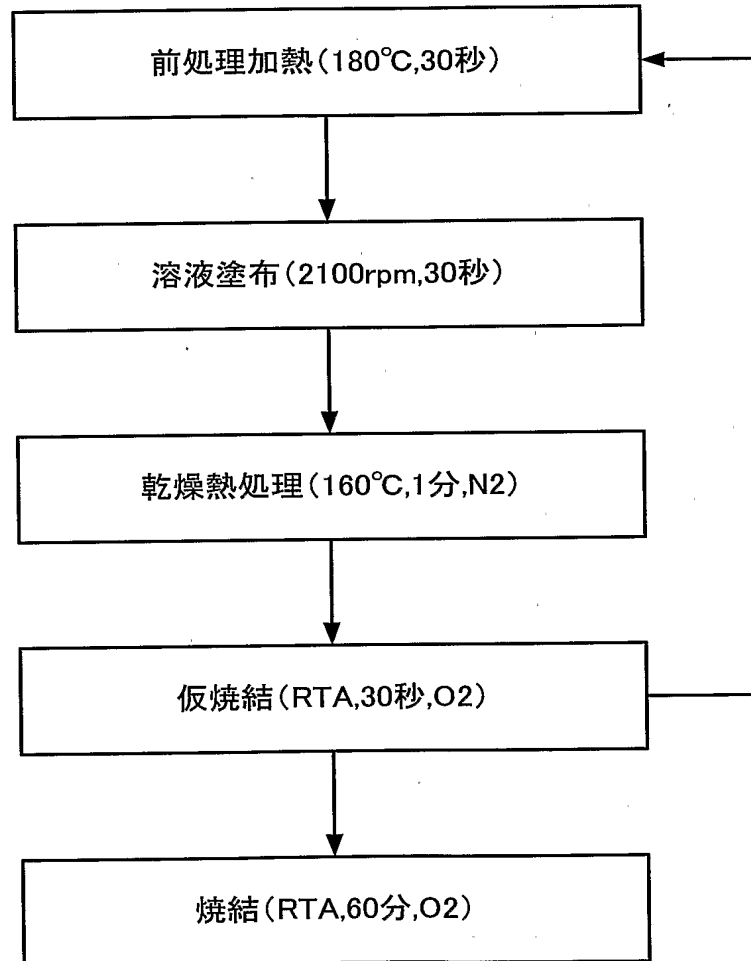 前処理加熱(180℃,30秒)
溶液塗布(2100rpm,30秒)
乾燥熱処理(160℃,1分,N2)
仮焼結(RTA,30秒,O2)
焼結(RTA,60分,O2)